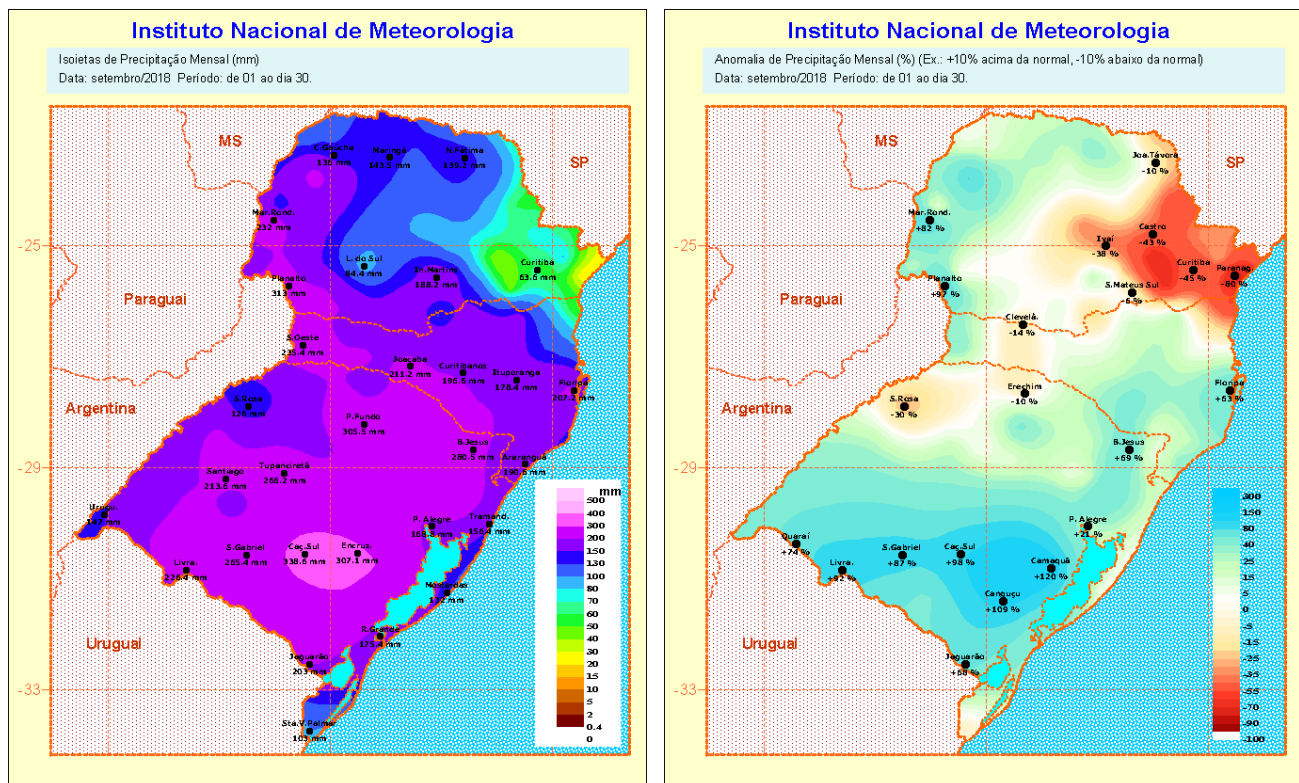 Instituto Nacional de Meteorologia
Isoietas de Precipitação Mensal (mm)
Data: setembro/2018 Período: de 01 ao dia 30.
MS
SP
C.Gaúcha
136 mm
Maringá
143.5 mm
N.Fátima
139.2 mm
Mar.Rond.
232 mm
-25
L. do Sul
84.4 mm
In.Martins
188.2 mm
Curitiba
63.6 mm
Planalto
313 mm
Paraguai
S.Oeste
235.4 mm
Joaçaba
211.2 mm
Curitibanos
196.6 mm
Ituporanga
178.4 mm
Floripa
207.2 mm
Argentina
S.Rosa
126 mm
P.Fundo
305.5 mm
B.Jesus
280.5 mm
-29
Araranguá
190.6 mm
Santiago
213.6 mm
Tupanciretã
266.2 mm
Urugu.
147 mm
P. Alegre
168.8 mm
Tramand.
156.4 mm
S.Gabriel
265.4 mm
Caç.Sul
338.6 mm
Encruz.
307.1 mm
Livra.
226.4 mm
Mostardas
132 mm
R.Grande
175.4 mm
Uruguai
Jaguarão
203 mm
-33
Sta.V.Palmar
103 mm
mm
500
400
300
200
150
130
100
80
70
60
50
40
30
20
15
10
5
2
0.4
0
Instituto Nacional de Meteorologia
Anomalia de Precipitação Mensal (%) (Ex.: +10% acima da normal, -10% abaixo da normal)
Data: setembro/2018 Período: de 01 ao dia 30.
MS
SP
Joa.Távora
-10 %
Mar.Rond.
+82 %
Castro
-43 %
-25
Ivaí
-38 %
Curitiba
-45 %
Paranag.
-80 %
Planalto
+97 %
S.Mateus Sul
-6 %
Paraguai
Clevelâ.
-14 %
Erechim
-10 %
Floripa
+63 %
Argentina
S.Rosa
-30 %
B.Jesus
+69 %
-29
P. Alegre
+21 %
Quaraí
+74 %
S.Gabriel
+87 %
Caç.Sul
+98 %
Camaquã
+120 %
Livra.
+92 %
Canguçu
+109 %
Uruguai
Jaguarão
+68 %
-33
300
150
80
40
25
15
5
0
-5
-15
-25
-35
-55
-70
-90
-100